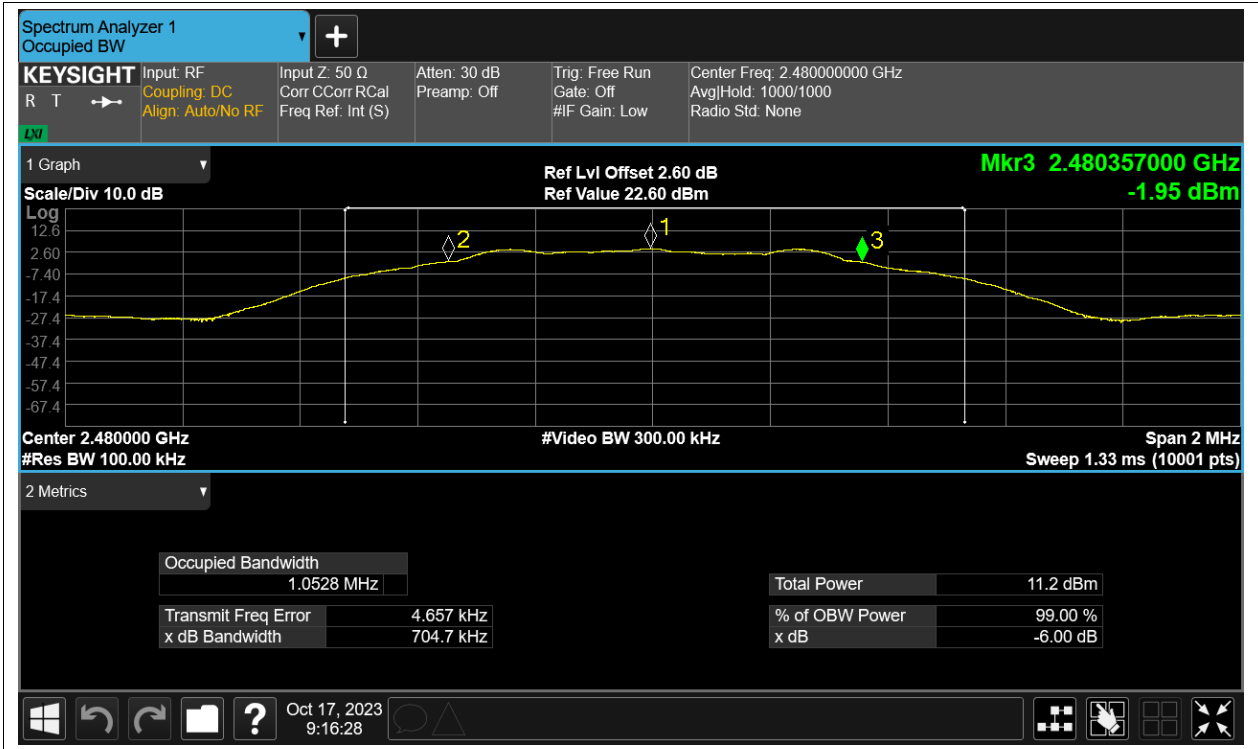 Spectrum Analyzer 1
Occupied BW
KEYSIGHT
R T
LXI
Input: RF
Coupling: DC
Align: Auto/No RF
Input Z: 50 Ω
Corr CCorr RCal
Freq Ref: Int (S)
Atten: 30 dB
Preamp: Off
Trig: Free Run
Gate: Off
#IF Gain: Low
Center Freq: 2.480000000 GHz
Avg|Hold: 1000/1000
Radio Std: None
1 Graph
Scale/Div 10.0 dB
Ref Lvl Offset 2.60 dB
Ref Value 22.60 dBm
Mkr3 2.480357000 GHz
-1.95 dBm
Log
12.6
2.60
-7.40
-17.4
-27.4
-37.4
-47.4
-57.4
-67.4
2
1
3
Center 2.480000 GHz
#Res BW 100.00 kHz
#Video BW 300.00 kHz
Span 2 MHz
Sweep 1.33 ms (10001 pts)
2 Metrics
Occupied Bandwidth
1.0528 MHz
Transmit Freq Error 4.657 kHz
x dB Bandwidth 704.7 kHz
Total Power 11.2 dBm
% of OBW Power 99.00 %
x dB -6.00 dB
?
Oct 17, 2023
9:16:28